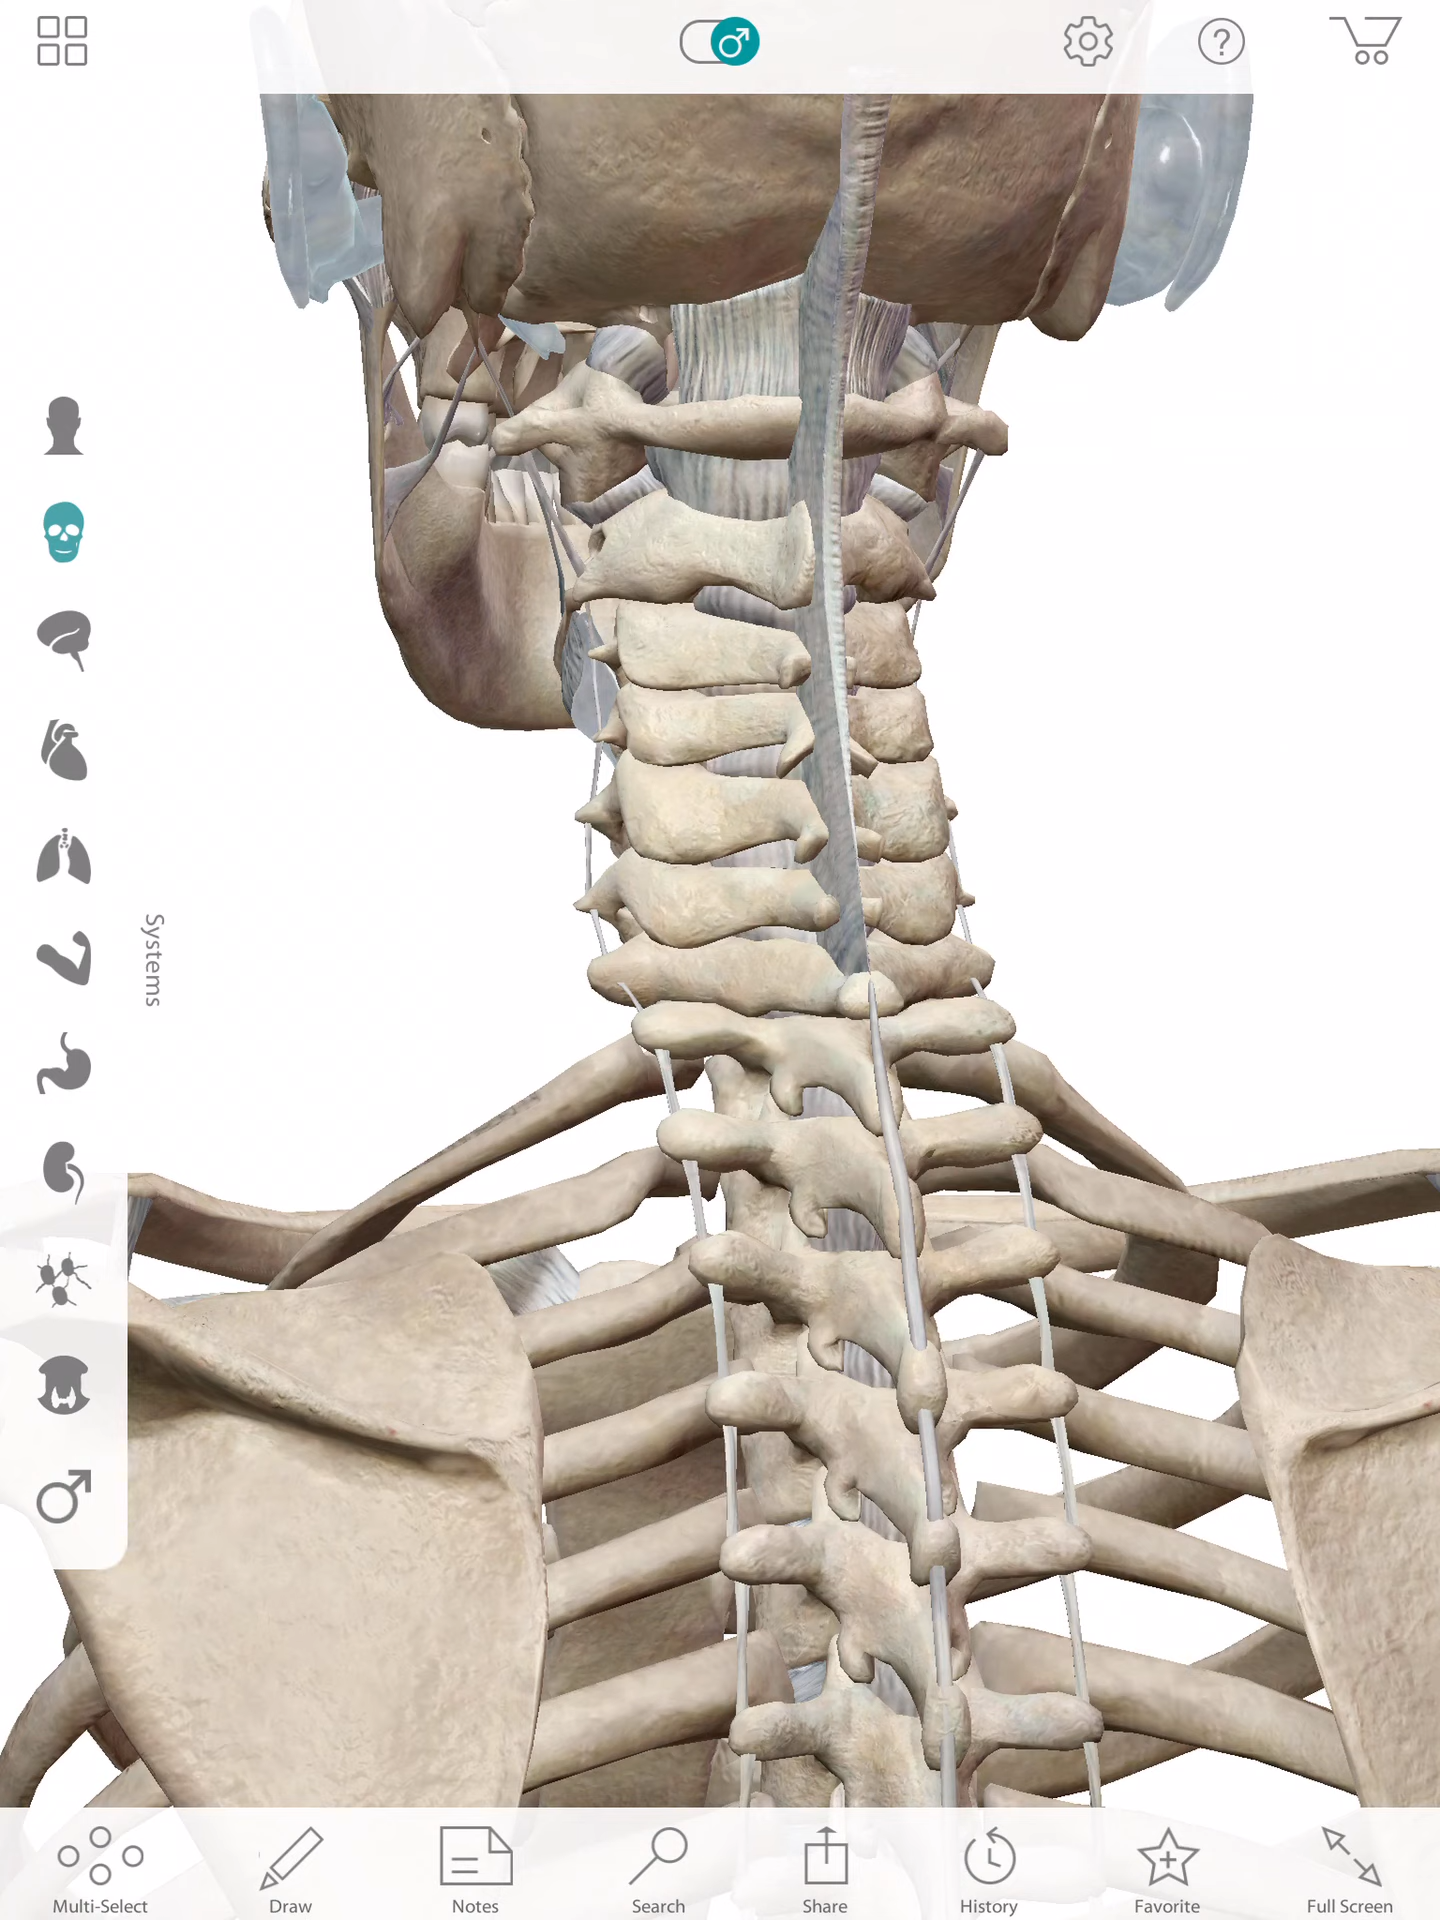 Systems
Multi-Select
Draw
Notes
Search
Share
History
Favorite
Full Screen